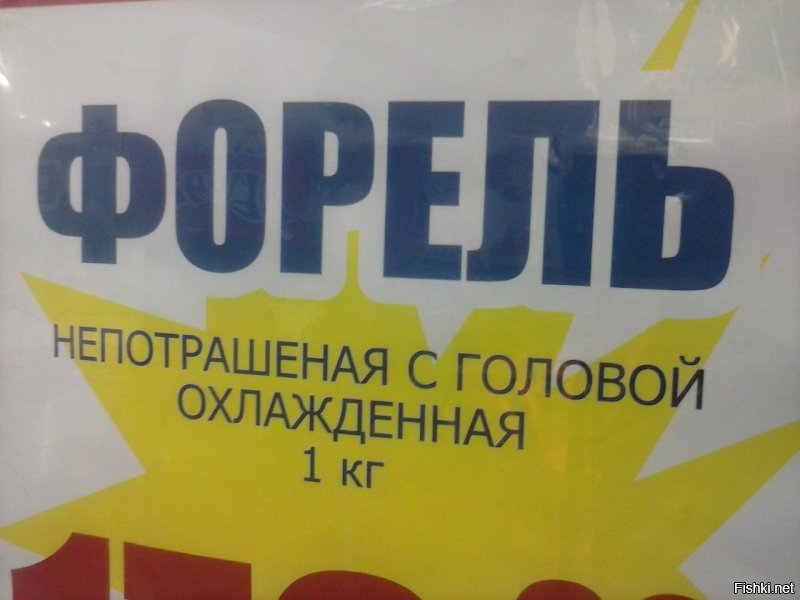 ФОРЕЛЬ
НЕПОТРАШЕНАЯ С ГОЛОВОЙ
ОХЛАЖДЕННАЯ
1 кг
Fishki.net